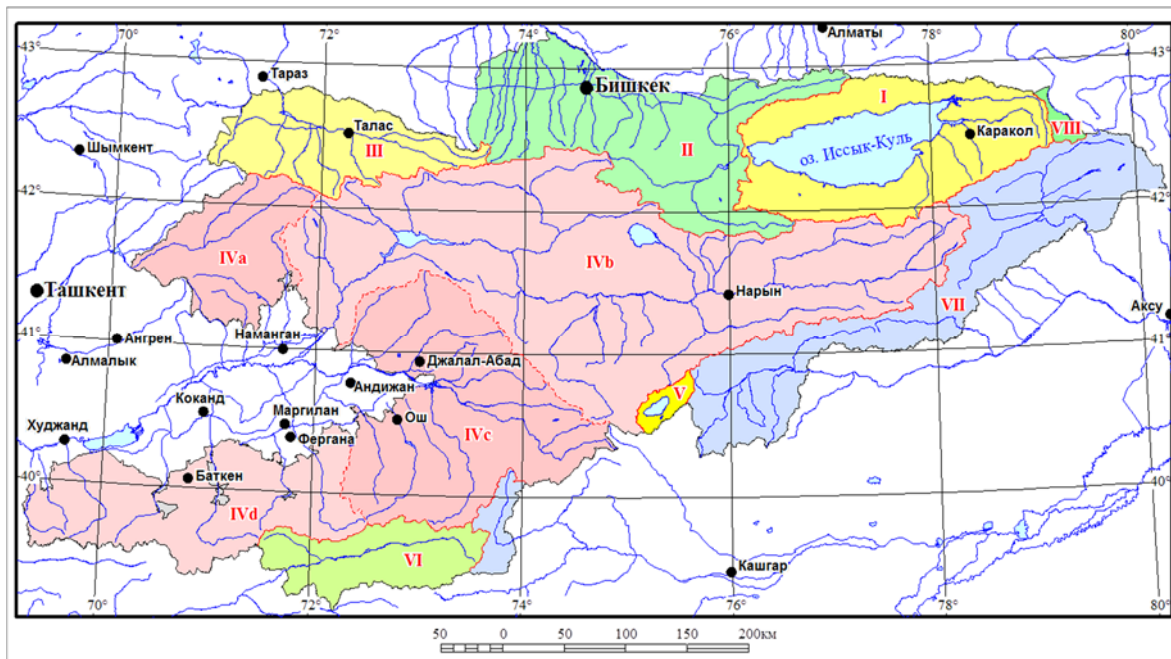 70°
72°
74°
76°
78°
80°
43°
43°
Алматы
Тараз
Бишкек
I
Талас
Каракол
VIII
Шымкент
III
II
оз. Иссык-Куль
42°
42°
IVa
IVb
Ташкент
Нарын
VII
Аксу
41°
41°
Ангрен
Наманган
Алмалык
Джалал-Абад
Андижан
V
Коканд
Маргилан
Ош
Худжанд
Фергана
IVc
40°
40°
Баткен
IVd
VI
Кашгар
70°
72°
74°
76°
78°
80°
50
0
50
100
150
200км